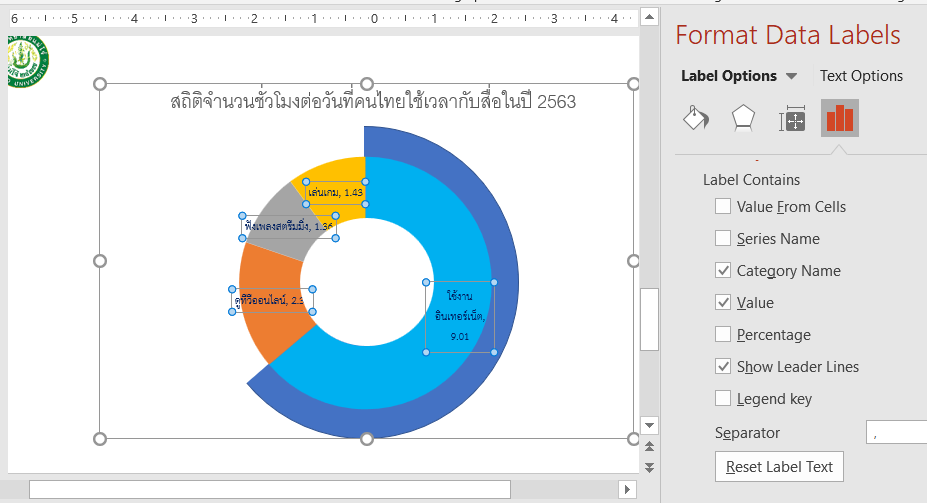 6 5 4 3 2 1 0 1 2 3 4
Format Data Labels
Label Options
Text Options
UNIVERSITY
สถิติจำนวนชั่วโมงต่อวันที่คนไทยใช้เวลากับสื่อในปี 2563
เล่นเกม, 1.43
ฟังเพลงสตรีมมิ่ง, 1.36
ดูทีวีออนไลน์, 2.3
ใช้งาน
อินเทอร์เน็ต,
9.01
Label Contains
Value From Cells
Series Name
Category Name
Value
Percentage
Show Leader Lines
Legend key
Separator
,
Reset Label Text